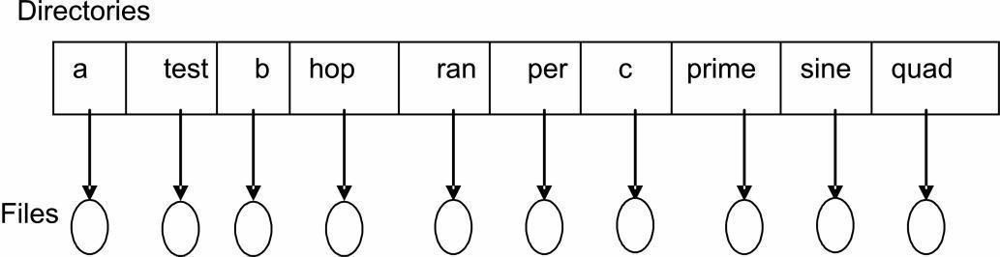 Directories
a test b hop ran per c prime sine quad
Files